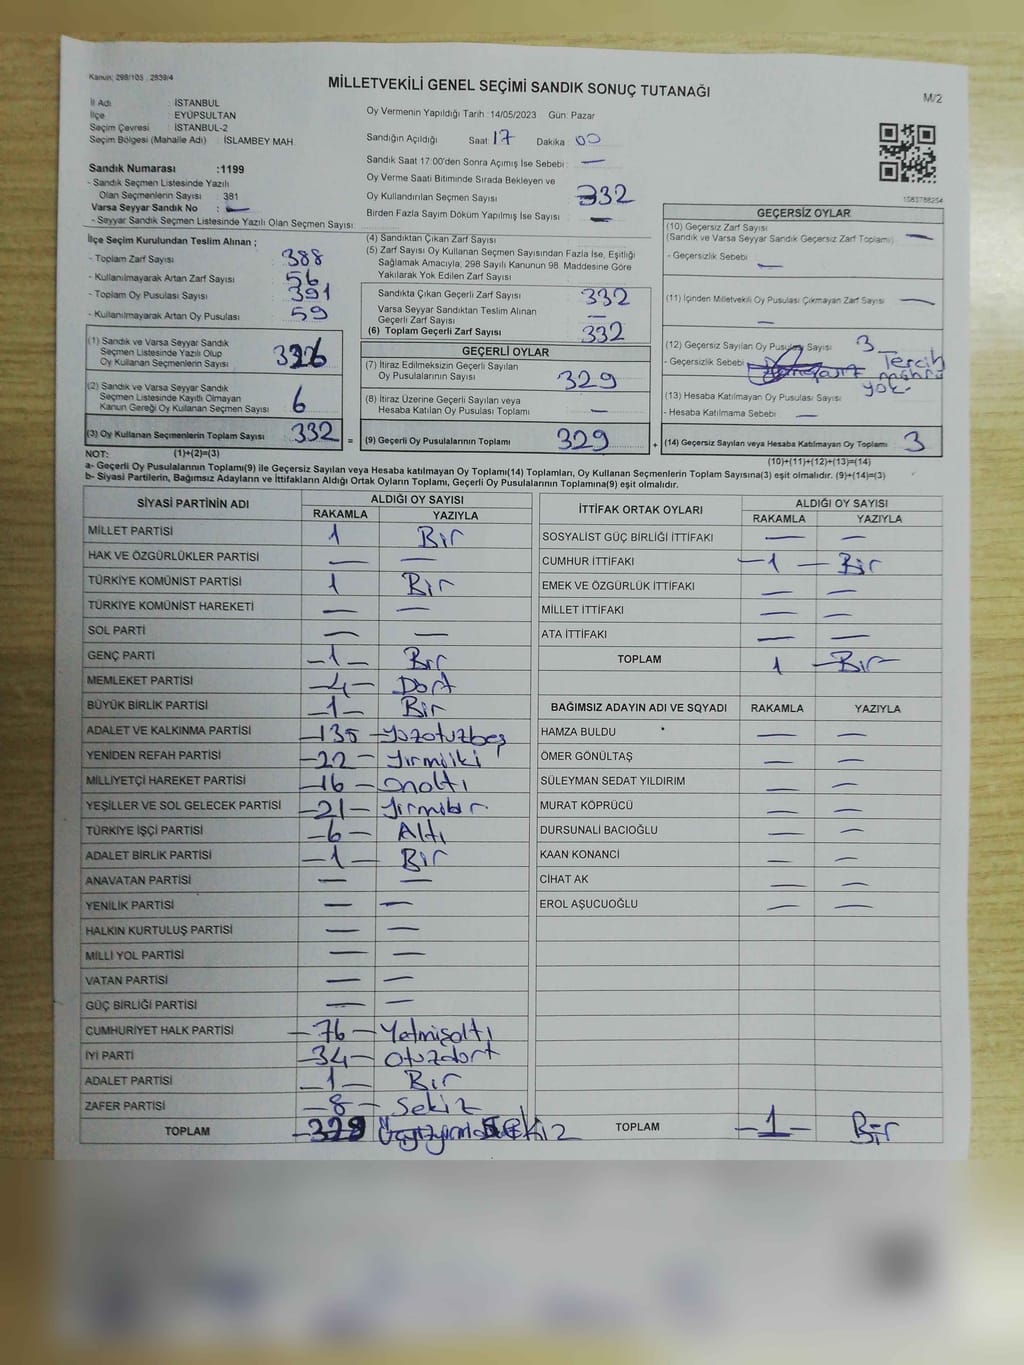 Kanun: 298/105 , 2839/4
MİLLETVEKİLİ GENEL SEÇİMİ SANDIK SONUÇ TUTANAĞI
M/2
İl Adı : İSTANBUL
İlçe : EYÜPSULTAN
Seçim Çevresi : İSTANBUL-2
Seçim Bölgesi (Mahalle Adı) : İSLAMBEY MAH.
Sandık Numarası :1199
- Sandık Seçmen Listesinde Yazılı
Olan Seçmenlerin Sayısı : 381
Varsa Seyyar Sandık No : —
- Seyyar Sandık Seçmen Listesinde Yazılı Olan Seçmen Sayısı:
Oy Vermenin Yapıldığı Tarih :14/05/2023 Gün: Pazar
Sandığın Açıldığı Saat 17 Dakika 00
Sandık Saat 17:00'den Sonra Açımış İse Sebebi : —
Oy Verme Saati Bitiminde Sırada Bekleyen ve
Oy Kullandırılan Seçmen Sayısı 332
Birden Fazla Sayım Döküm Yapılmış İse Sayısı —
1583788254
İlçe Seçim Kurulundan Teslim Alınan ;
- Toplam Zarf Sayısı 388
- Kullanılmayarak Artan Zarf Sayısı 56
- Toplam Oy Pusulası Sayısı 391
- Kullanılmayarak Artan Oy Pusulası 59
(1) Sandık ve Varsa Seyyar Sandık
Seçmen Listesinde Yazılı Olup
Oy Kullanan Seçmenlerin Sayısı 326
(2) Sandık ve Varsa Seyyar Sandık
Seçmen Listesinde Kayıtlı Olmayan
Kanun Gereği Oy Kullanan Seçmen Sayısı 6
(3) Oy Kullanan Seçmenlerin Toplam Sayısı 332 =
(4) Sandıktan Çıkan Zarf Sayısı
(5) Zarf Sayısı Oy Kullanan Seçmen Sayısından Fazla İse, Eşitliği
Sağlamak Amacıyla, 298 Sayılı Kanunun 98. Maddesine Göre
Yakılarak Yok Edilen Zarf Sayısı
Sandıkta Çıkan Geçerli Zarf Sayısı 332
Varsa Seyyar Sandıktan Teslim Alınan
Geçerli Zarf Sayısı —
(6) Toplam Geçerli Zarf Sayısı 332
GEÇERLİ OYLAR
(7) İtiraz Edilmeksizin Geçerli Sayılan
Oy Pusulalarının Sayısı 329
(8) İtiraz Üzerine Geçerli Sayılan veya
Hesaba Katılan Oy Pusulası Toplamı —
(9) Geçerli Oy Pusulalarının Toplamı 329 +
GEÇERSİZ OYLAR
(10) Geçersiz Zarf Sayısı
(Sandık ve Varsa Seyyar Sandık Geçersiz Zarf Toplamı) —
- Geçersizlik Sebebi —
(11) İçinden Milletvekili Oy Pusulası Çıkmayan Zarf Sayısı —
—
(12) Geçersiz Sayılan Oy Pusulası Sayısı 3
- Geçersizlik Sebebi Tercih mührü yok.
(13) Hesaba Katılmayan Oy Pusulası Sayısı
- Hesaba Katılmama Sebebi —
(14) Geçersiz Sayılan veya Hesaba Katılmayan Oy Toplamı 3
NOT: (1)+(2)=(3)
(10)+(11)+(12)+(13)=(14)
a- Geçerli Oy Pusulalarının Toplamı(9) ile Geçersiz Sayılan veya Hesaba katılmayan Oy Toplamı(14) Toplamları, Oy Kullanan Seçmenlerin Toplam Sayısına(3) eşit olmalıdır. (9)+(14)=(3)
b- Siyasi Partilerin, Bağımsız Adayların ve İttifakların Aldığı Ortak Oyların Toplamı, Geçerli Oy Pusulalarının Toplamına(9) eşit olmalıdır.
SİYASİ PARTİNİN ADI ALDIĞI OY SAYISI
RAKAMLA YAZIYLA
MİLLET PARTİSİ 1 Bir
HAK VE ÖZGÜRLÜKLER PARTİSİ — —
TÜRKİYE KOMÜNİST PARTİSİ 1 Bir
TÜRKİYE KOMÜNİST HAREKETİ — —
SOL PARTİ — —
GENÇ PARTİ —1— Bir
MEMLEKET PARTİSİ —4— Dört
BÜYÜK BİRLİK PARTİSİ —1— Bir
ADALET VE KALKINMA PARTİSİ —135 —Yüzotuzbeş
YENİDEN REFAH PARTİSİ —22— Yirmiiki
MİLLİYETÇİ HAREKET PARTİSİ —16— Onaltı
YEŞİLLER VE SOL GELECEK PARTİSİ —21— Yirmibir
TÜRKİYE İŞÇİ PARTİSİ —6— Altı
ADALET BİRLİK PARTİSİ —1— Bir
ANAVATAN PARTİSİ — —
YENİLİK PARTİSİ — —
HALKIN KURTULUŞ PARTİSİ — —
MİLLİ YOL PARTİSİ — —
VATAN PARTİSİ — —
GÜÇ BİRLİĞİ PARTİSİ — —
CUMHURİYET HALK PARTİSİ —76— Yetmişaltı
İYİ PARTİ —34— Otuzdört
ADALET PARTİSİ —1— Bir
ZAFER PARTİSİ —8— Sekiz
TOPLAM
İTTİFAK ORTAK OYLARI ALDIĞI OY SAYISI
RAKAMLA YAZIYLA
SOSYALİST GÜÇ BİRLİĞİ İTTİFAKI — —
CUMHUR İTTİFAKI —1— Bir
EMEK VE ÖZGÜRLÜK İTTİFAKI — —
MİLLET İTTİFAKI — —
ATA İTTİFAKI — —
TOPLAM 1 —Bir—
BAĞIMSIZ ADAYIN ADI VE SQYADI RAKAMLA YAZIYLA
HAMZA BULDU — —
ÖMER GÖNÜLTAŞ — —
SÜLEYMAN SEDAT YILDIRIM — —
MURAT KÖPRÜCÜ — —
DURSUNALİ BACIOĞLU — —
KAAN KONANCİ — —
CİHAT AK — —
EROL AŞUCUOĞLU — —
TOPLAM —1— Bir